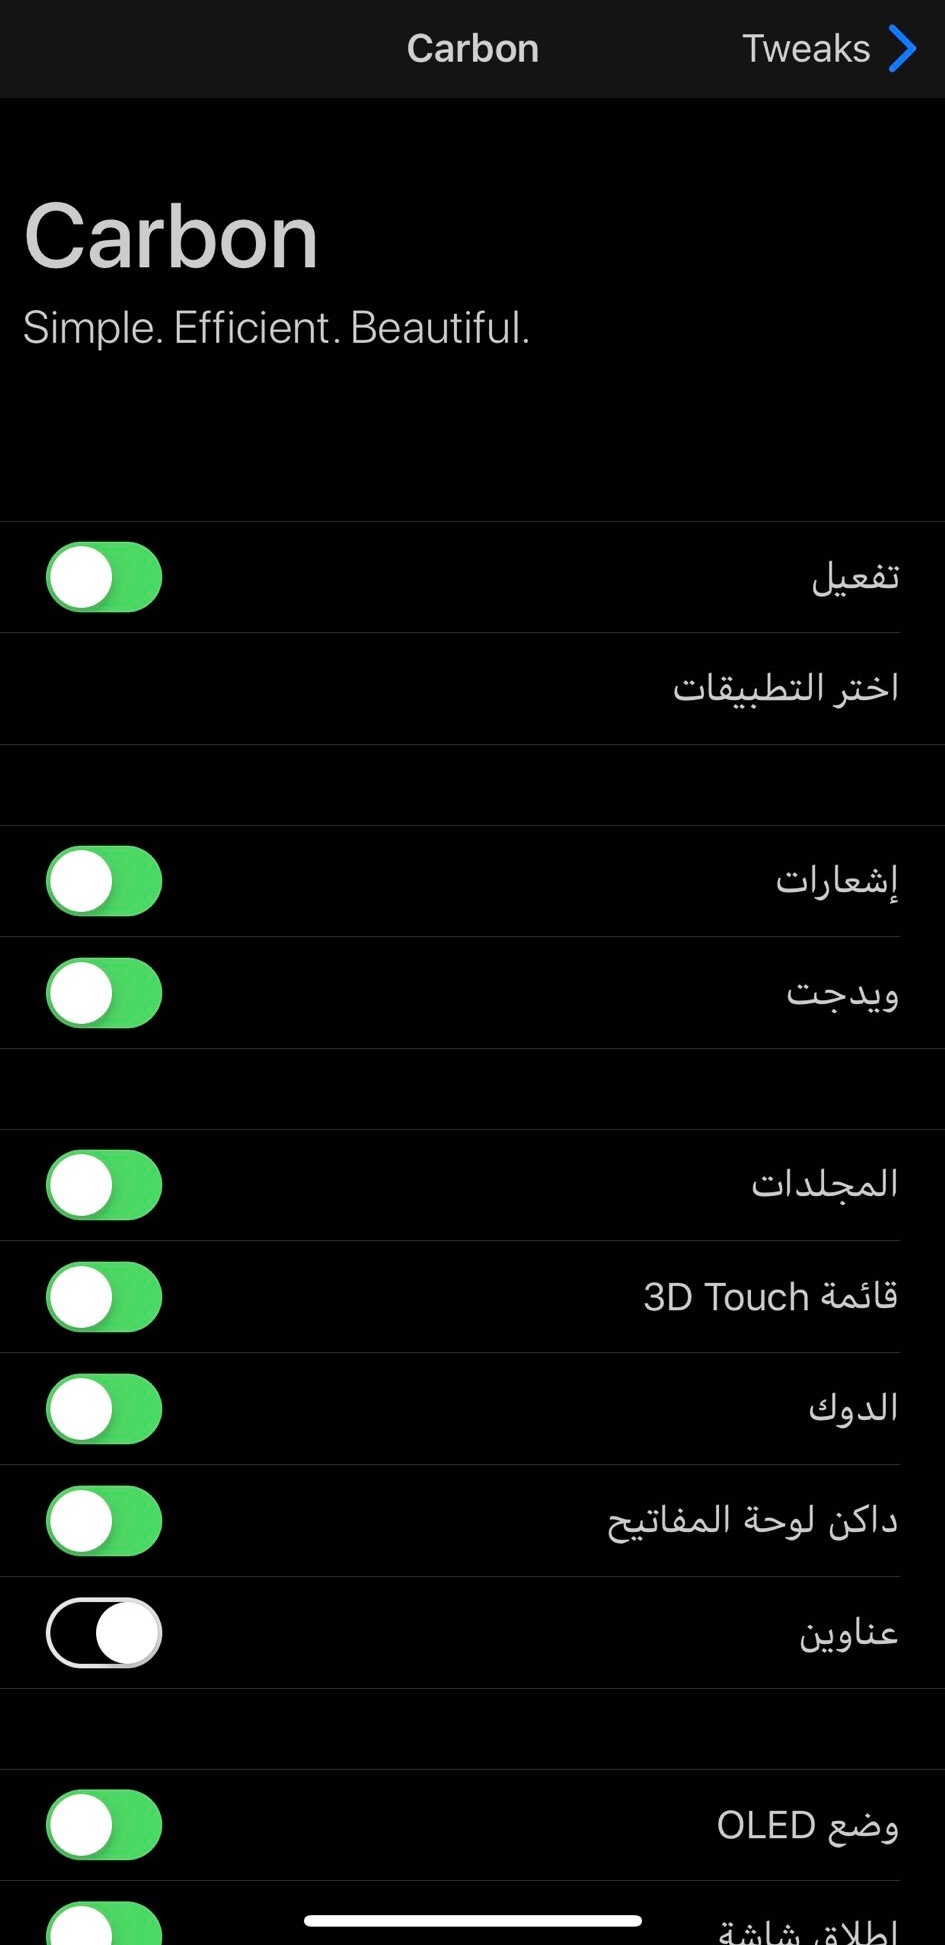 Carbon
Tweaks
Carbon
Simple. Efficient. Beautiful.
تفعيل
اختر التطبيقات
إشعارات
ويدجت
المجلدات
قائمة 3D Touch
الدوك
داكن لوحة المفاتيح
عناوين
وضع OLED
إطلاق شاشة